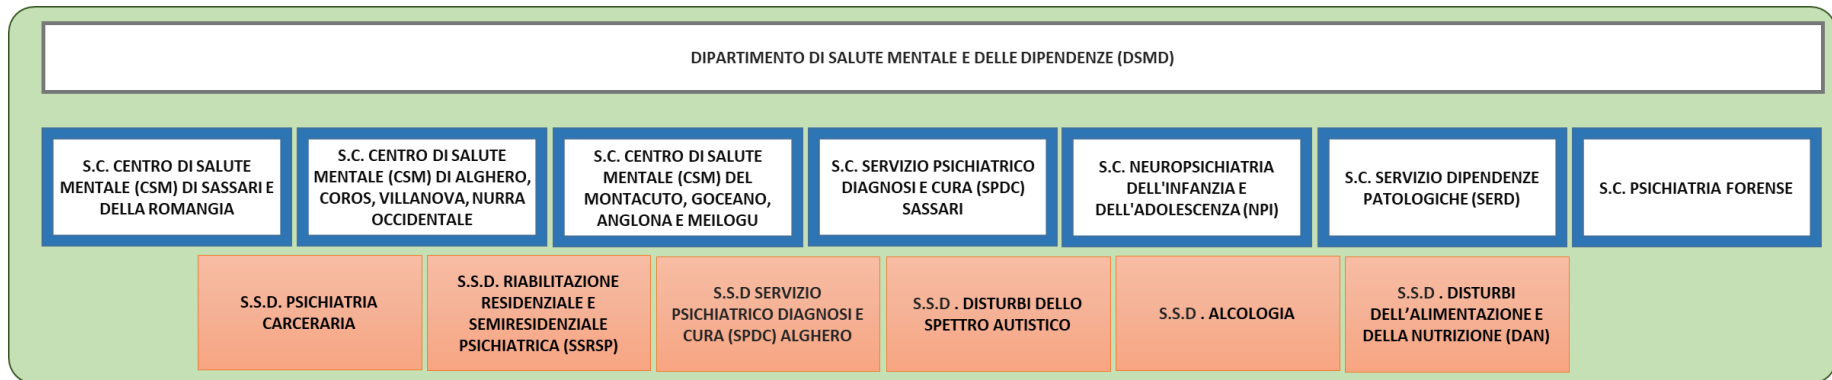 DIPARTIMENTO DI SALUTE MENTALE E DELLE DIPENDENZE (DSMD)
S.C. CENTRO DI SALUTE
MENTALE (CSM) DI SASSARI E
DELLA ROMANGIA
S.C. CENTRO DI SALUTE
MENTALE (CSM) DI ALGHERO,
COROS, VILLANOVA, NURRA
OCCIDENTALE
S.C. CENTRO DI SALUTE
MENTALE (CSM) DEL
MONTACUTO, GOCEANO,
ANGLONA E MEILOGU
S.C. SERVIZIO PSICHIATRICO
DIAGNOSI E CURA (SPDC)
SASSARI
S.C. NEUROPSICHIATRIA
DELL'INFANZIA E
DELL'ADOLESCENZA (NPI)
S.C. SERVIZIO DIPENDENZE
PATOLOGICHE (SERD)
S.C. PSICHIATRIA FORENSE
S.S.D. PSICHIATRIA
CARCERARIA
S.S.D. RIABILITAZIONE
RESIDENZIALE E
SEMIRESIDENZIALE
PSICHIATRICA (SSRSP)
S.S.D SERVIZIO
PSICHIATRICO DIAGNOSI E
CURA (SPDC) ALGHERO
S.S.D . DISTURBI DELLO
SPETTRO AUTISTICO
S.S.D . ALCOLOGIA
S.S.D . DISTURBI
DELL’ALIMENTAZIONE E
DELLA NUTRIZIONE (DAN)